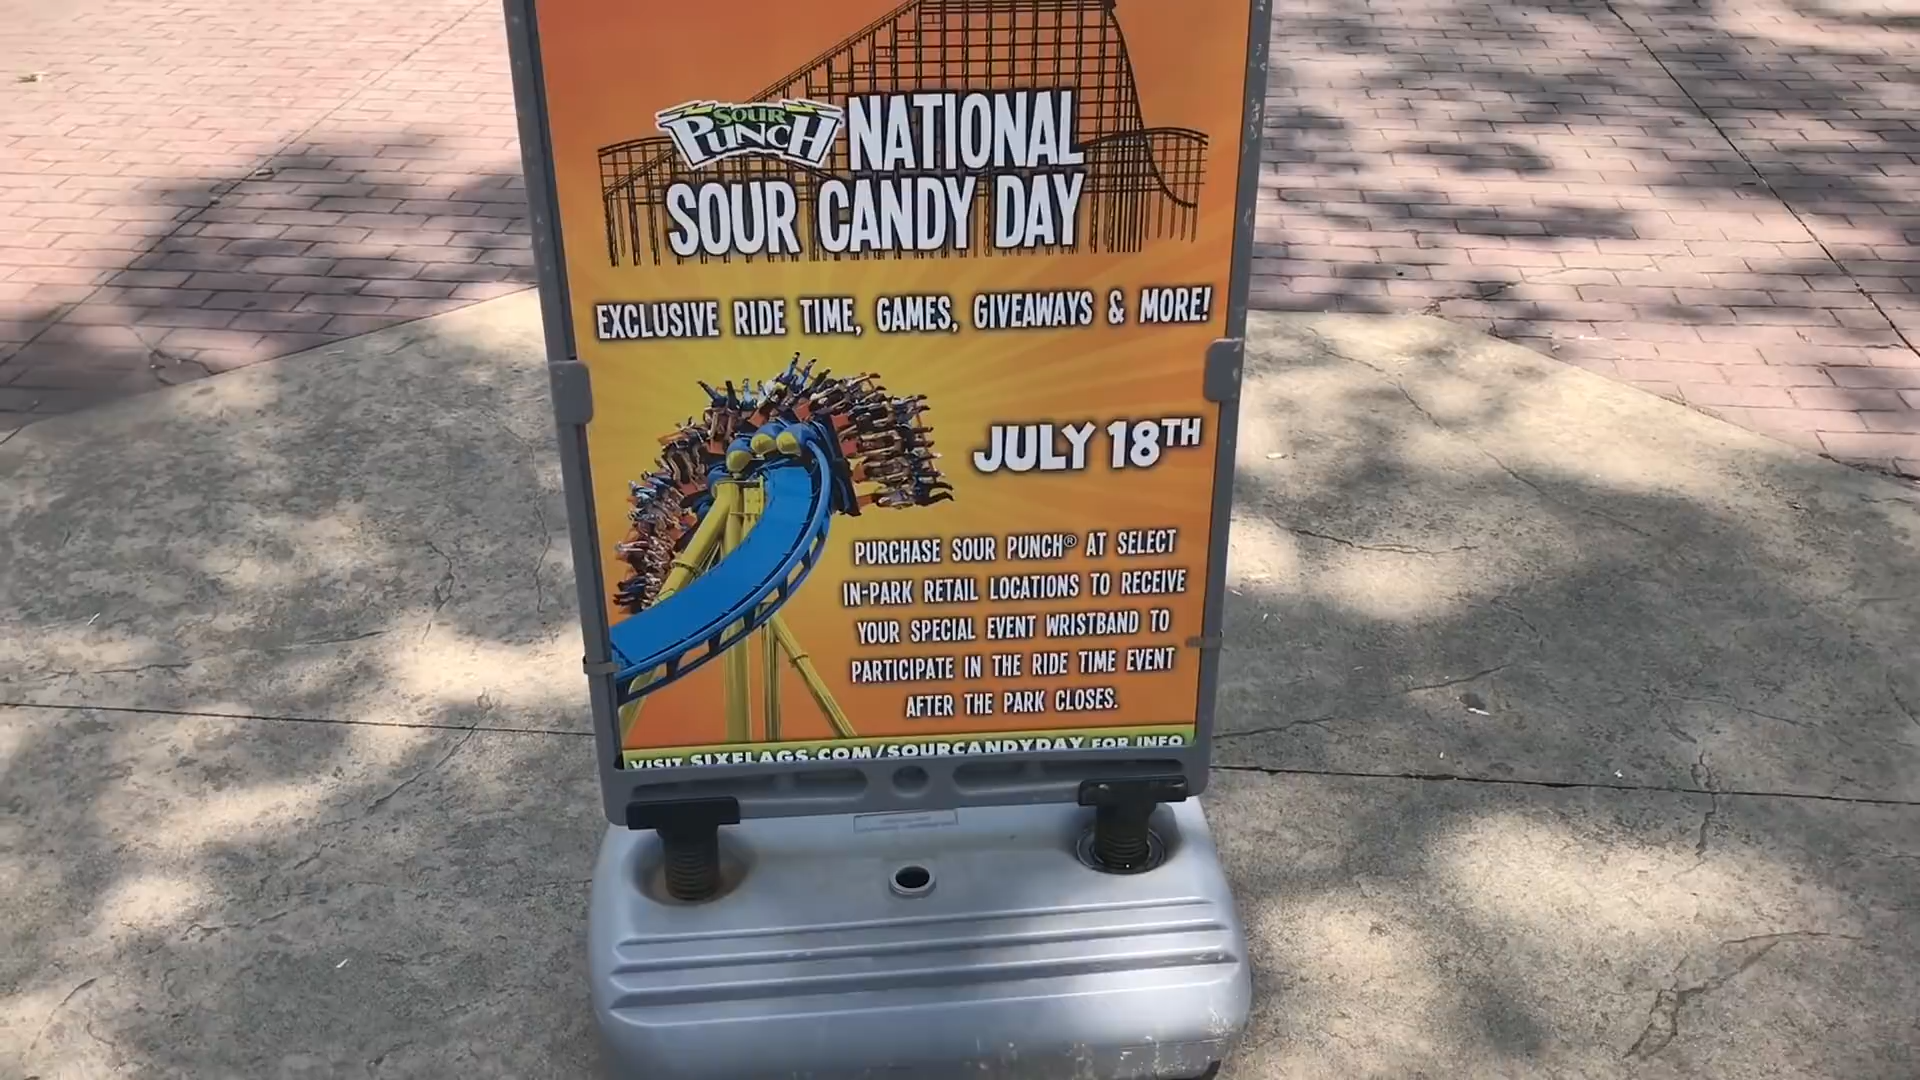 SOUR PUNCH NATIONAL
SOUR CANDY DAY
EXCLUSIVE RIDE TIME, GAMES, GIVEAWAYS & MORE!
JULY 18TH
PURCHASE SOUR PUNCH® AT SELECT
IN-PARK RETAIL LOCATIONS TO RECEIVE
YOUR SPECIAL EVENT WRISTBAND TO
PARTICIPATE IN THE RIDE TIME EVENT
AFTER THE PARK CLOSES.
VISIT SIXFLAGS.COM/SOURCANDYDAY FOR INFO